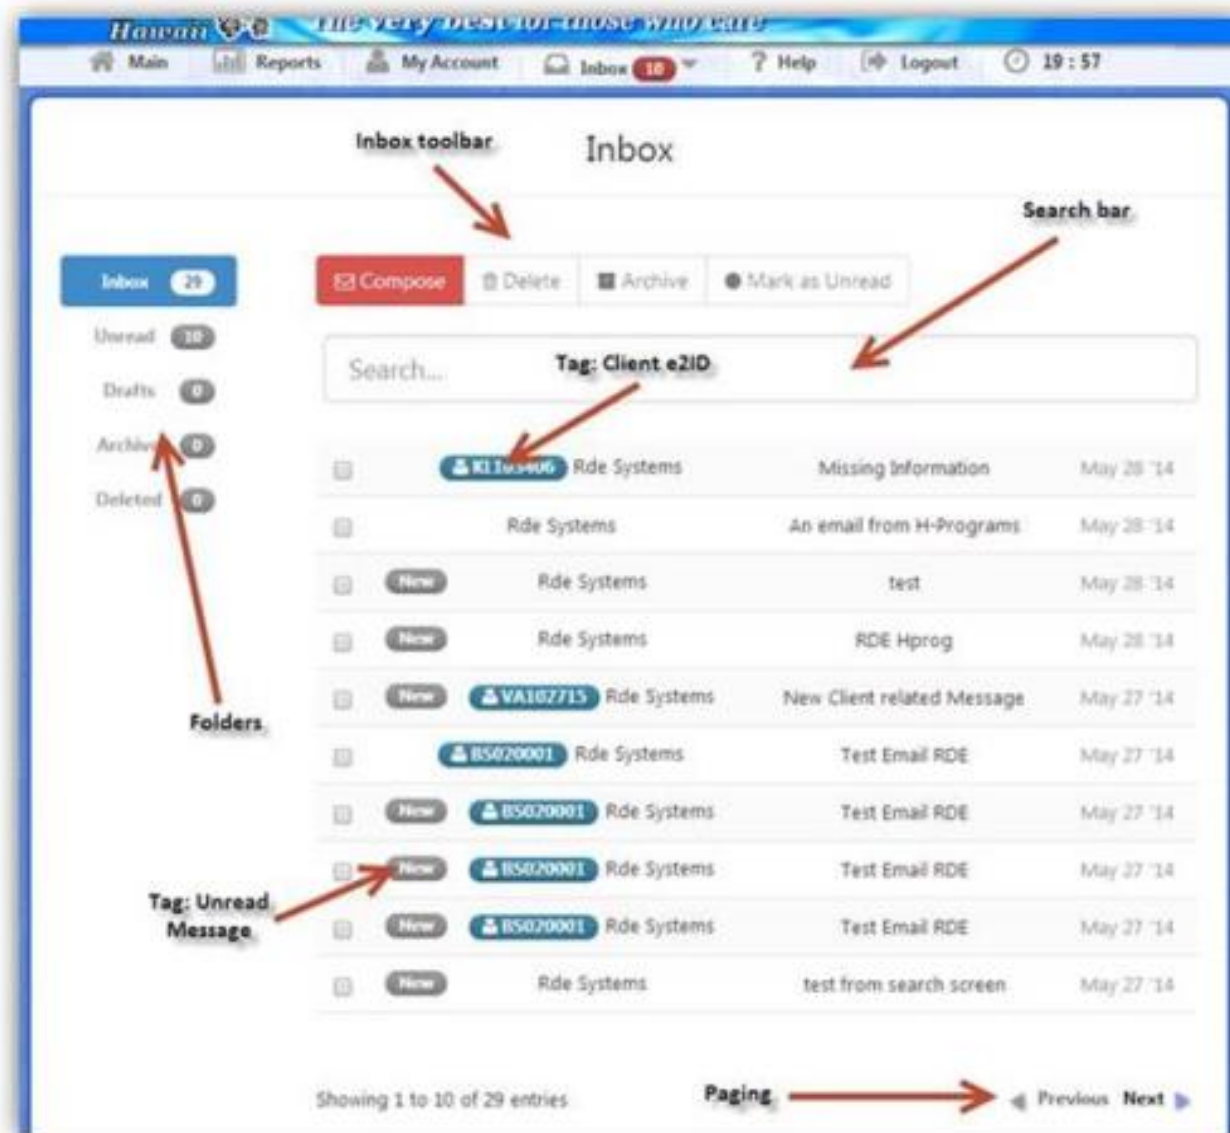 Hawaii The very best for those who care
Main Reports My Account Inbox 10 ? Help Logout 19 : 57
Inbox toolbar
Inbox
Search bar
Inbox 29
Compose Delete Archive Mark as Unread
Unread 10
Search...
Tag: Client e2ID
Drafts 0
Archive 0
Deleted 0
Rde Systems Missing Information May 28 '14
Rde Systems An email from H-Programs May 28 '14
New Rde Systems test May 28 '14
New Rde Systems RDE Hprog May 28 '14
New VA102715 Rde Systems New Client related Message May 27 '14
Folders
BS020001 Rde Systems Test Email RDE May 27 '14
New BS020001 Rde Systems Test Email RDE May 27 '14
New BS020001 Rde Systems Test Email RDE May 27 '14
Tag: Unread
Message
New BS020001 Rde Systems Test Email RDE May 27 '14
New Rde Systems test from search screen May 27 '14
Showing 1 to 10 of 29 entries
Paging
Previous Next